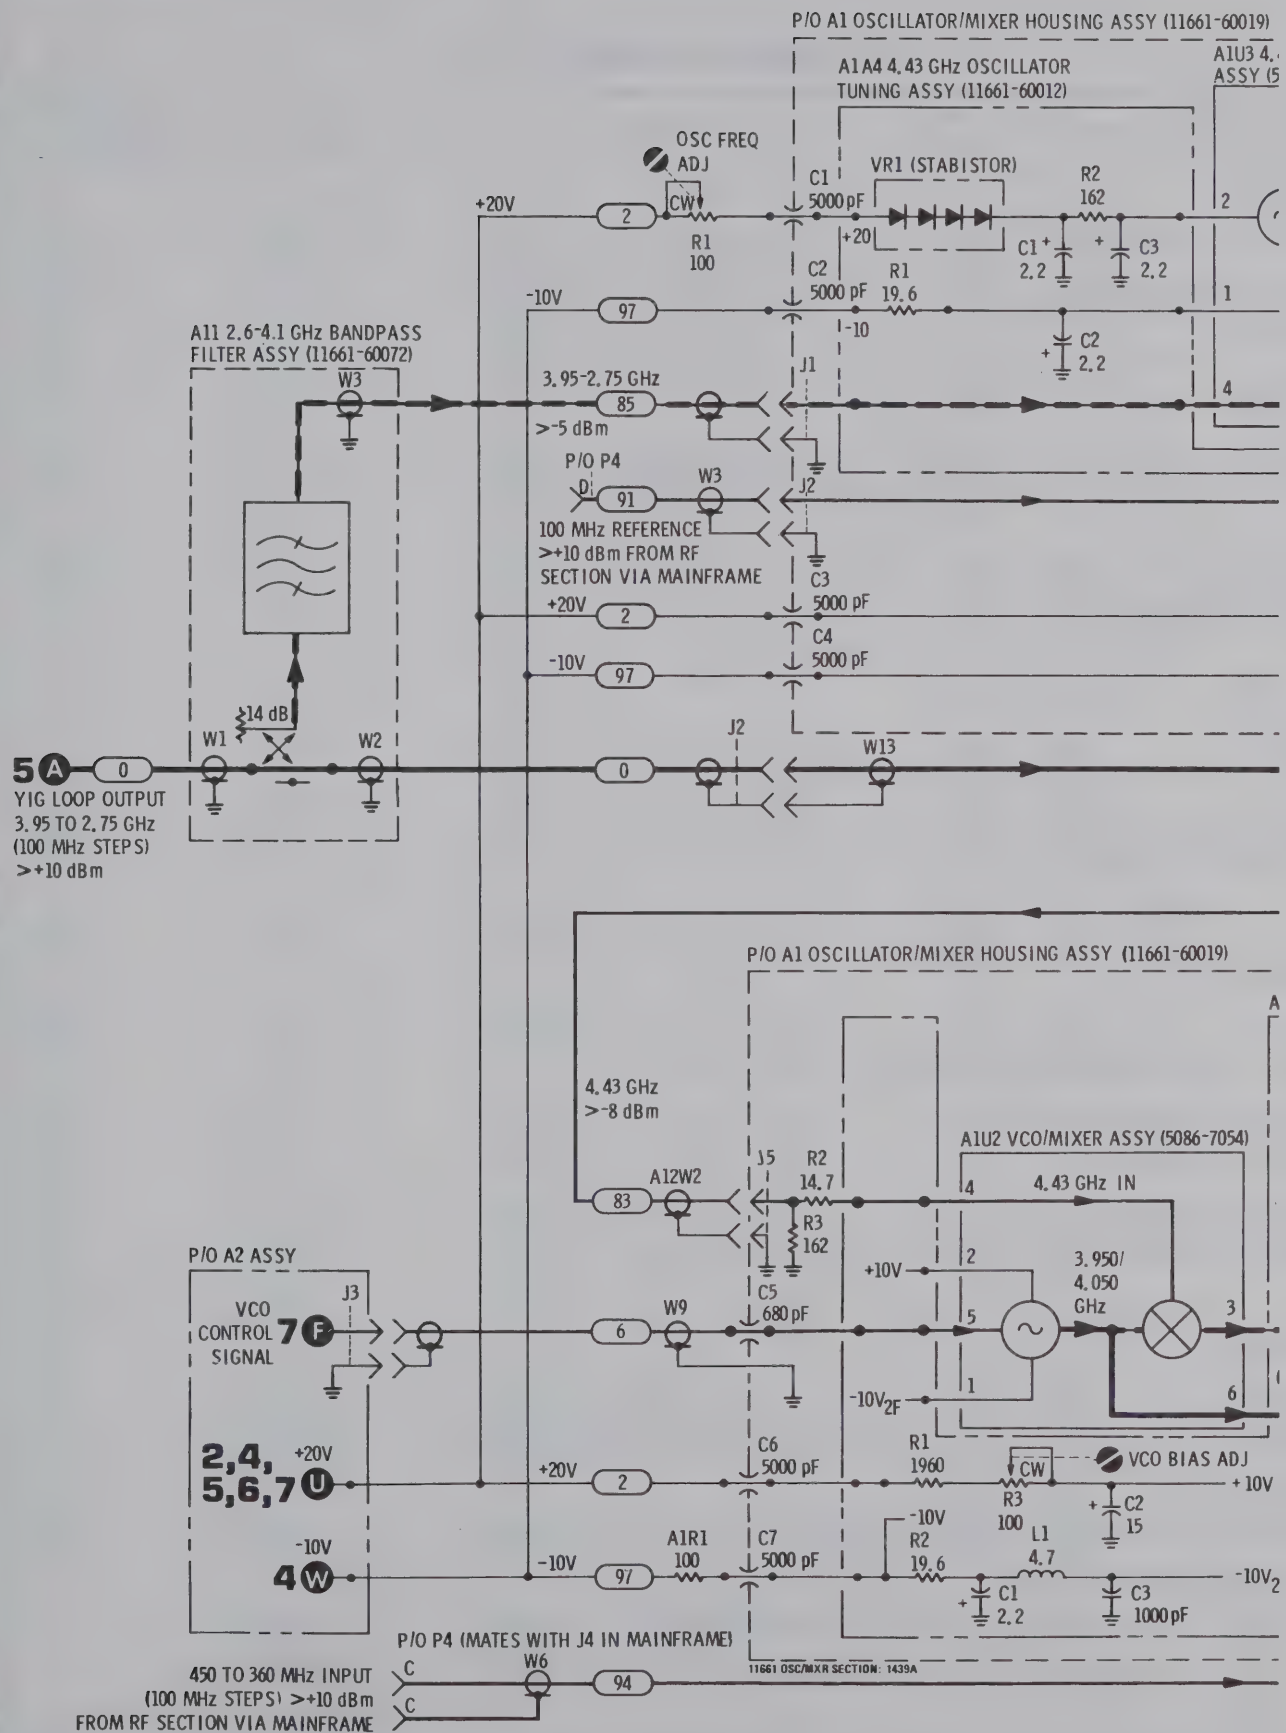 P/O A1 OSCILLATOR/MIXER HOUSING ASSY (11661-60019)
A1U3 4.
ASSY (5
A1A4 4.43 GHz OSCILLATOR
TUNING ASSY (11661-60012)
OSC FREQ
ADJ
VR1 (STABISTOR)
C1
5000 pF
R2
162
+20V
2
CW
R1
100
+20
C1 +
2.2
+ C3
2.2
2
C2
5000 pF
R1
19.6
-10V
97
-10
1
+ C2
2.2
A11 2.6-4.1 GHz BANDPASS
FILTER ASSY (11661-60072)
W3
3.95-2.75 GHz
85
>-5 dBm
J1
4
P/O P4
D
91
W3
J2
100 MHz REFERENCE
>+10 dBm FROM RF
SECTION VIA MAINFRAME
C3
5000 pF
+20V
2
C4
5000 pF
-10V
97
14 dB
W1
W2
J2
W13
5 A
0
0
YIG LOOP OUTPUT
3.95 TO 2.75 GHz
(100 MHz STEPS)
>+10 dBm
P/O A1 OSCILLATOR/MIXER HOUSING ASSY (11661-60019)
A
4.43 GHz
>-8 dBm
A1U2 VCO/MIXER ASSY (5086-7054)
A12W2
83
J5
R2
14.7
4
4.43 GHz IN
R3
162
P/O A2 ASSY
+10V
2
3.950/
4.050
GHz
J3
VCO
CONTROL
SIGNAL
7 F
6
W9
C5
680 pF
5
3
-10V2F
1
6
2,4,
5,6,7 U
+20V
+20V
2
C6
5000 pF
R1
1960
CW
VCO BIAS ADJ
R3
100
+10V
+ C2
15
4 W
-10V
-10V
97
A1R1
100
C7
5000 pF
-10V
R2
19.6
L1
4.7
-10V2
+ C1
2.2
C3
1000 pF
P/O P4 (MATES WITH J4 IN MAINFRAME)
11661 OSC/MXR SECTION: 1439A
450 TO 360 MHz INPUT
(100 MHz STEPS) >+10 dBm
FROM RF SECTION VIA MAINFRAME
C
C
W6
94